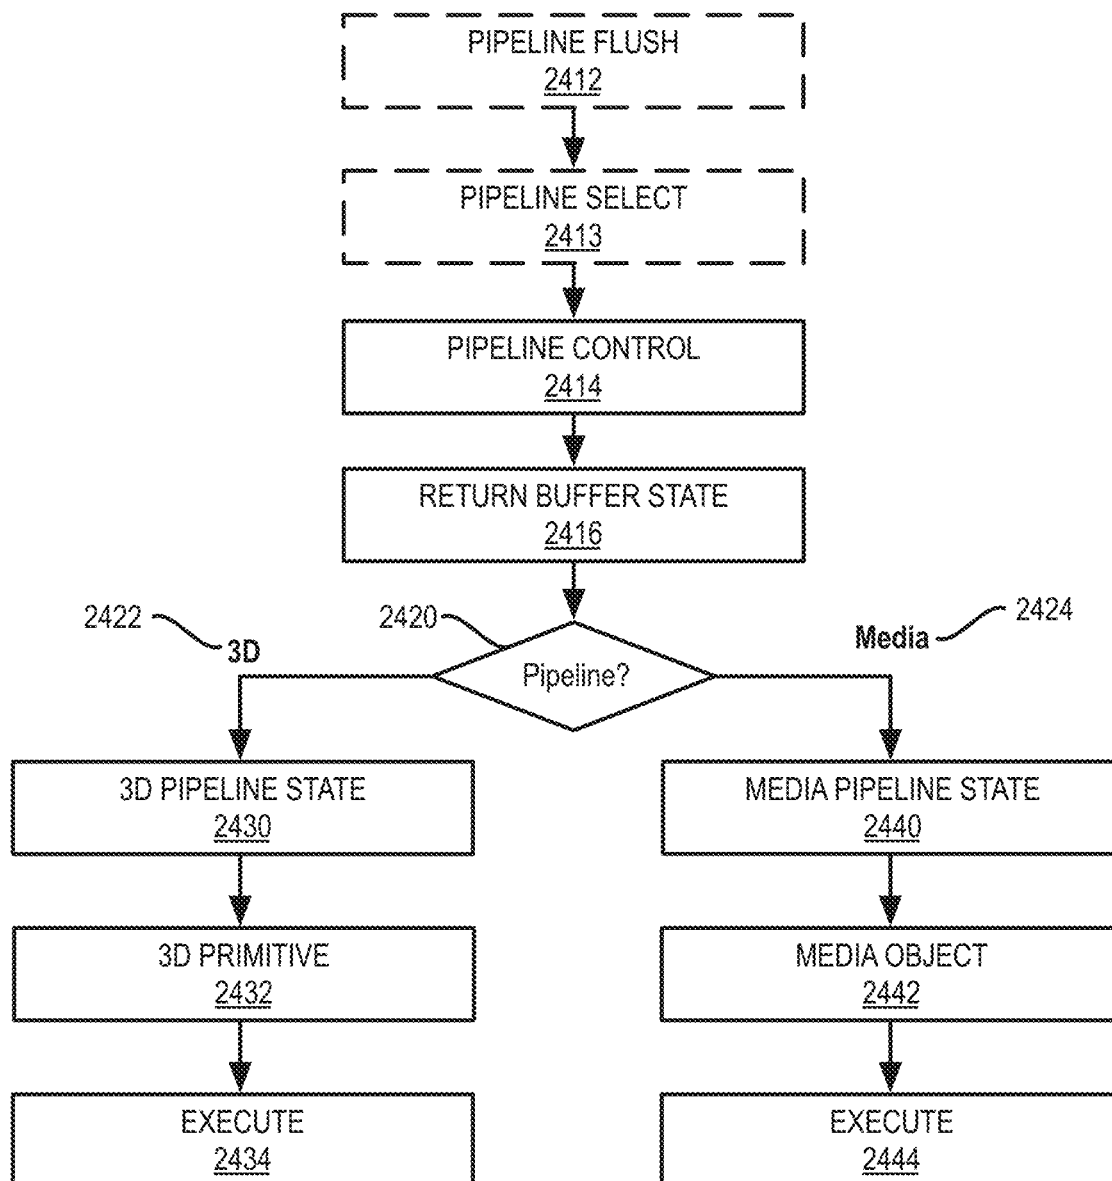 PIPELINE FLUSH
2412
PIPELINE SELECT
2413
PIPELINE CONTROL
2414
RETURN BUFFER STATE
2416
2422
3D
2420
Pipeline?
Media
2424
3D PIPELINE STATE
2430
MEDIA PIPELINE STATE
2440
3D PRIMITIVE
2432
MEDIA OBJECT
2442
EXECUTE
2434
EXECUTE
2444